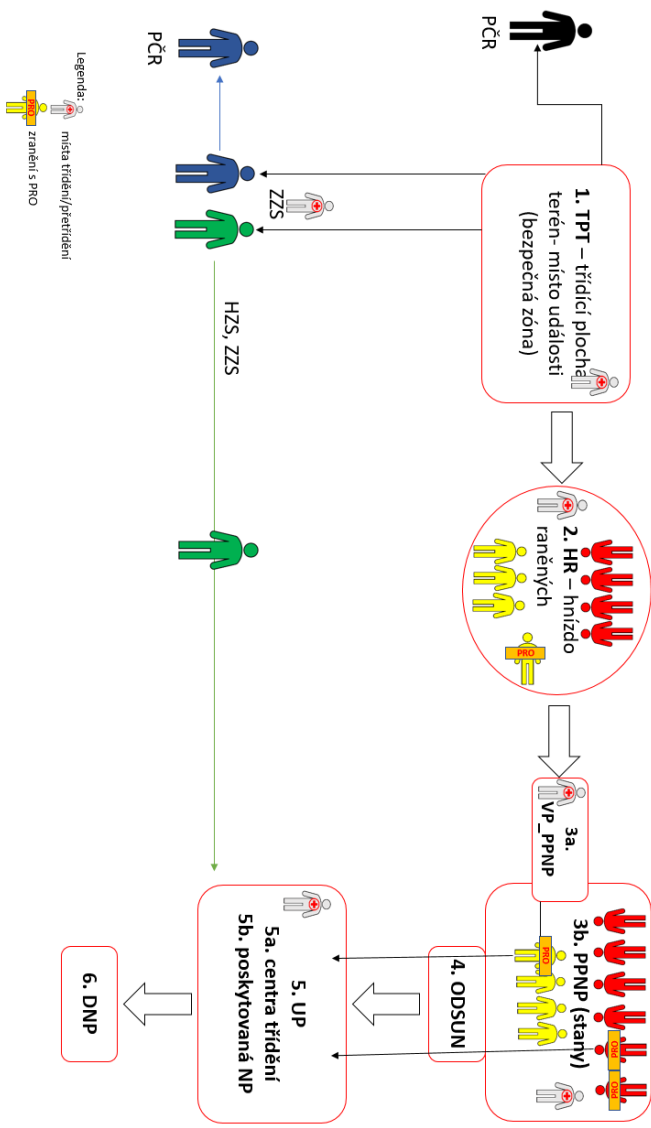 PČR
1. TPT – třídící plocha
terén- místo události
(bezpečná zóna)
2. HR – hnízdo
raněných
PRO
3a.
VP_PPNP
3b. PPNP (stany)
PRO
PRO
PRO
PČR
ZZS
HZS, ZZS
4. ODSUN
5. UP
5a. centra třídění
5b. poskytovaná NP
6. DNP
Legenda:
místa třídění/přetřídění
PRO
zranění s PRO